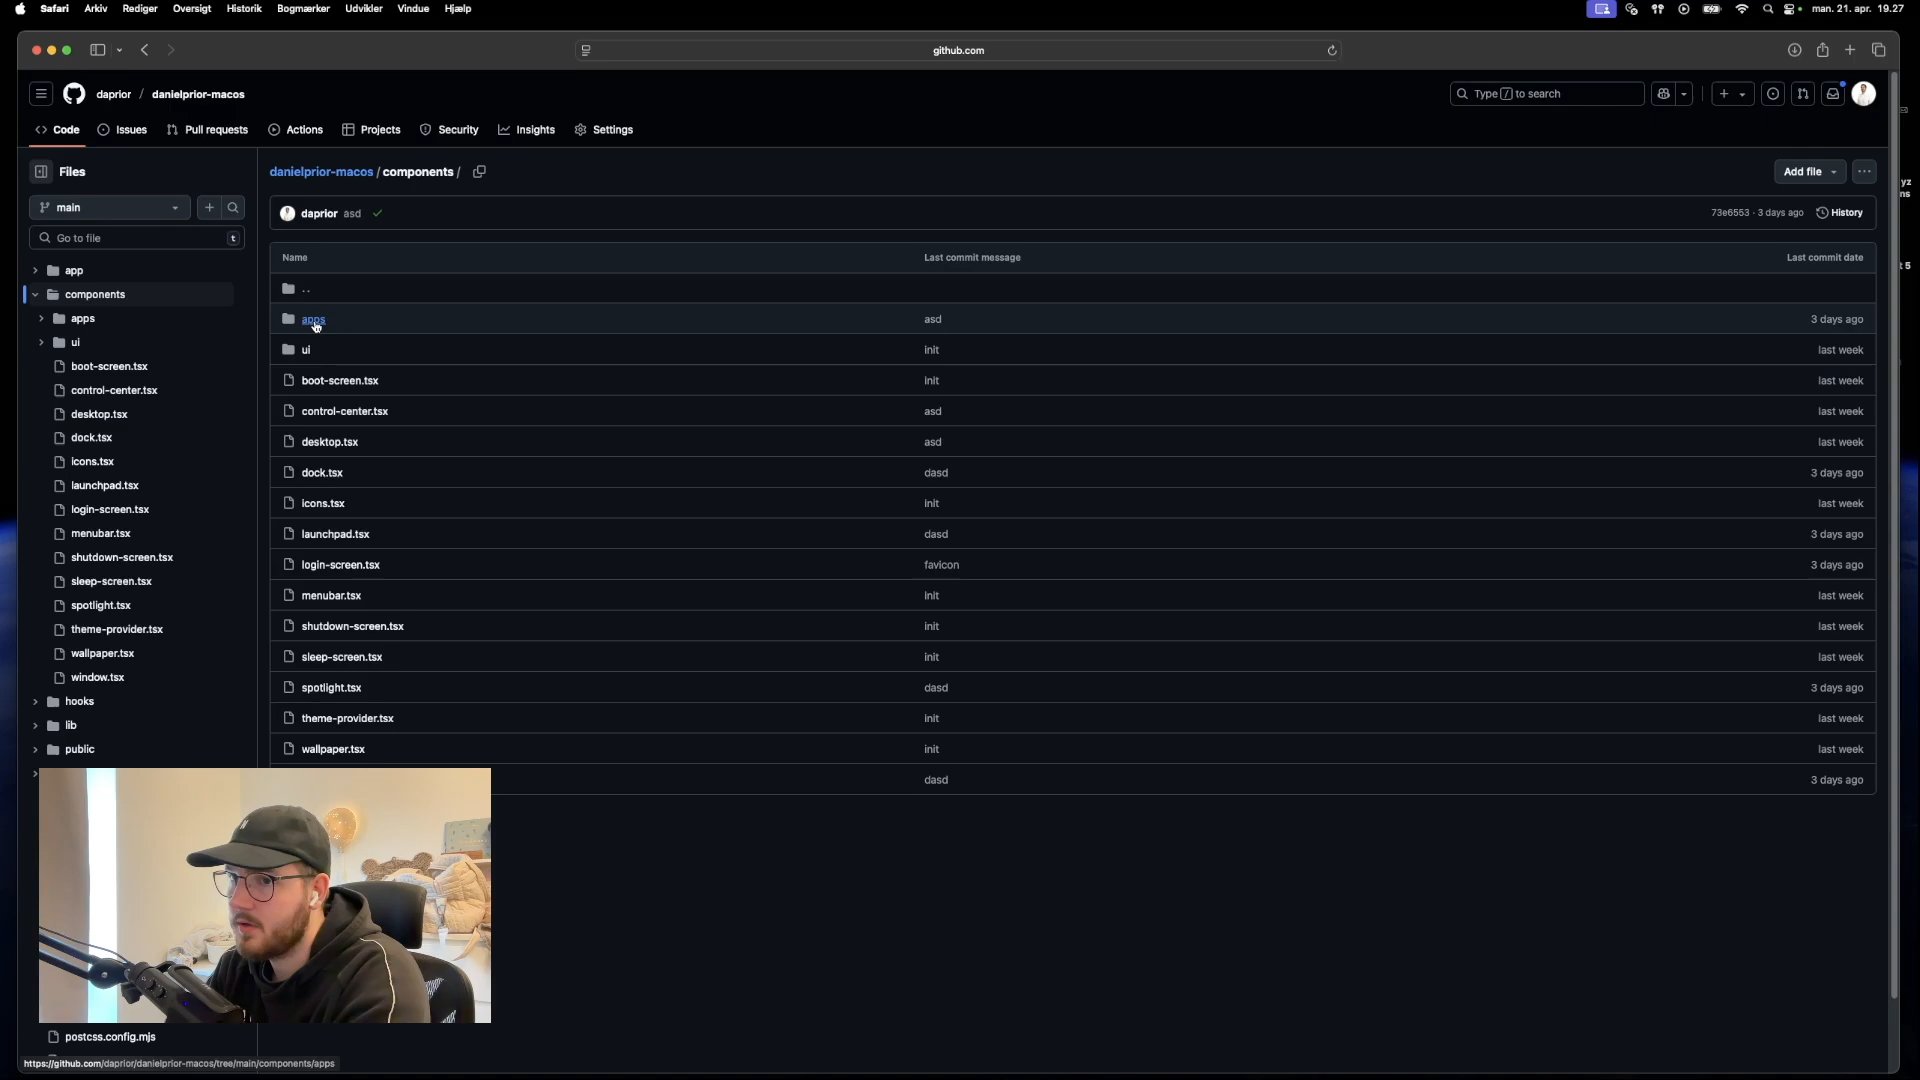 Safari Arkiv Rediger Oversigt Historik Bogmærker Udvikler Vindue Hjælp man. 21. apr. 19.27
github.com
daprior / danielprior-macos Type / to search
Code Issues Pull requests Actions Projects Security Insights Settings
Files
danielprior-macos / components / Add file
main
daprior asd 73e6553 · 3 days ago History
Go to file t
Name Last commit message Last commit date
app
..
components
apps asd 3 days ago
apps
ui init last week
ui
boot-screen.tsx init last week
boot-screen.tsx
control-center.tsx asd last week
control-center.tsx
desktop.tsx asd last week
desktop.tsx
dock.tsx dasd 3 days ago
dock.tsx
icons.tsx init last week
icons.tsx
launchpad.tsx dasd 3 days ago
launchpad.tsx
login-screen.tsx favicon 3 days ago
login-screen.tsx
menubar.tsx init last week
menubar.tsx
shutdown-screen.tsx init last week
shutdown-screen.tsx
sleep-screen.tsx init last week
sleep-screen.tsx
spotlight.tsx dasd 3 days ago
spotlight.tsx
theme-provider.tsx init last week
theme-provider.tsx
wallpaper.tsx init last week
wallpaper.tsx
dasd 3 days ago
window.tsx
hooks
lib
public
postcss.config.mjs
https://github.com/daprior/danielprior-macos/tree/main/components/apps
yz
ns
t 5